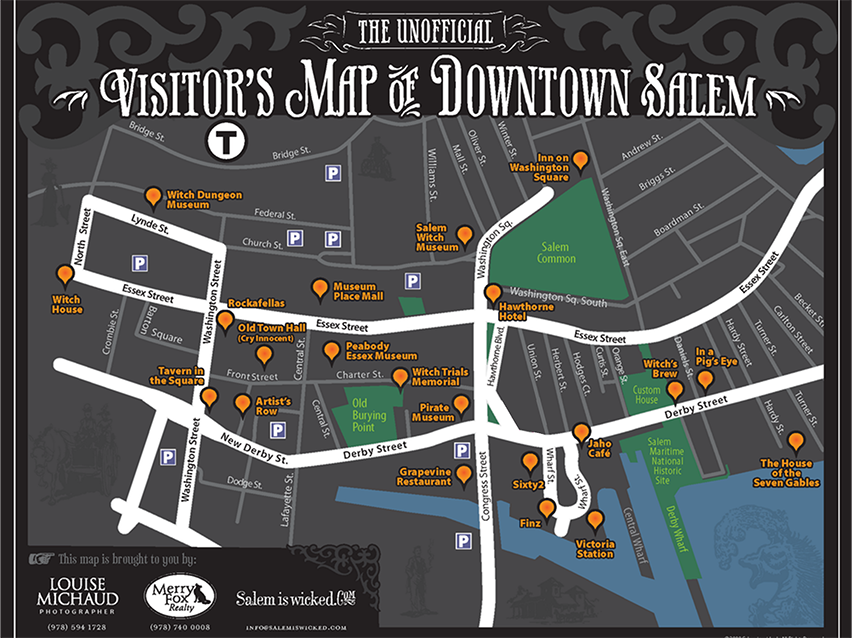 THE UNOFFICIAL
VISITOR'S MAP OF DOWNTOWN SALEM
T
Bridge St.
Bridge St.
Williams St.
Mall St.
Oliver St.
Winter St.
Inn on
Washington
Square
Andrew St.
Briggs St.
Boardman St.
Washington Sq. East
P
Witch Dungeon
Museum
North Street
Lynde St.
Federal St.
Church St.
P
P
P
P
Salem
Witch
Museum
Washington Sq.
Salem
Common
Witch
House
Essex St.
Washington Street
Rockafellas
Museum
Place Mall
Hawthorne
Hotel
Washington Sq. South
Essex Street
Essex Street
Essex St.
Crombie St.
Barton
Square
Old Town Hall
(Cry Innocent)
Central St.
Peabody
Essex Museum
Front Street
Charter St.
Witch Trials
Memorial
Hawthorne Blvd.
Union St.
Herbert St.
Hodges Ct.
Curtis St.
Orange St.
Daniels St.
Hardy Street
Turner St.
Carlton Street
Becket St.
Witch's
Brew
In a
Pig's Eye
Custom
House
Derby Street
Hardy St.
Turner St.
Tavern in
the Square
Artist's
Row
Central St.
Old
Burying
Point
Pirate
Museum
P
P
P
New Derby St.
Derby Street
Washington Street
Jaho
Café
Salem
Maritime
National
Historic
Site
The House
of the
Seven Gables
Grapevine
Restaurant
Congress Street
Sixty2
Wharf St.
Wharf St.
Dodge St.
Lafayette St.
Finz
Victoria
Station
Central Wharf
Derby Wharf
P
This map is brought to you by:
LOUISE
MICHAUD
PHOTOGRAPHER
(978) 594 1728
Merry
Fox
Realty
(978) 740 0008
Salem is wicked.COM
INFO@SALEMISWICKED.COM